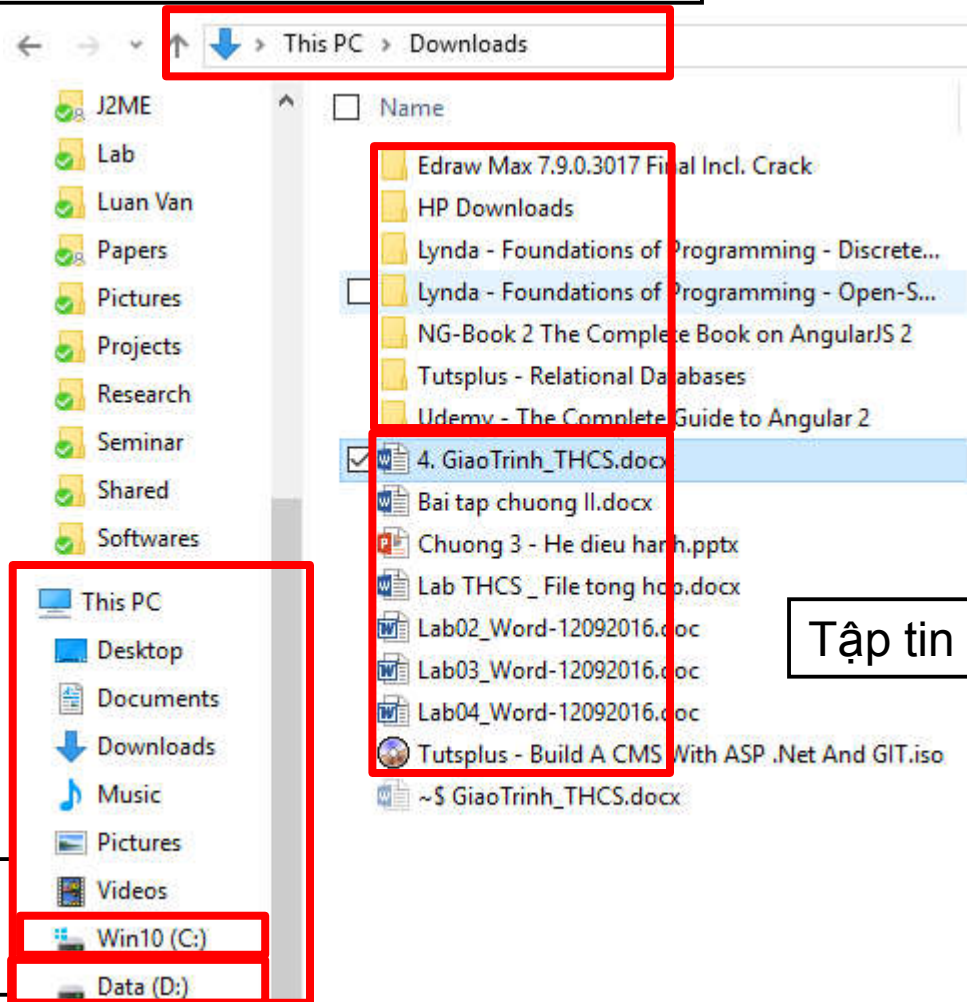 This PC > Downloads
J2ME
Lab
Luan Van
Papers
Pictures
Projects
Research
Seminar
Shared
Softwares
This PC
Desktop
Documents
Downloads
Music
Pictures
Videos
Win10 (C:)
Data (D:)
Name
Edraw Max 7.9.0.3017 Final Incl. Crack
HP Downloads
Lynda - Foundations of Programming - Discrete...
Lynda - Foundations of Programming - Open-S...
NG-Book 2 The Complete Book on AngularJS 2
Tutsplus - Relational Databases
Udemy - The Complete Guide to Angular 2
4. GiaoTrinh_THCS.docx
Bai tap chuong II.docx
Chuong 3 - He dieu hanh.pptx
Lab THCS _ File tong hop.docx
Lab02_Word-12092016.doc
Lab03_Word-12092016.doc
Lab04_Word-12092016.doc
Tutsplus - Build A CMS With ASP .Net And GIT.iso
~$ GiaoTrinh_THCS.docx
Tập tin